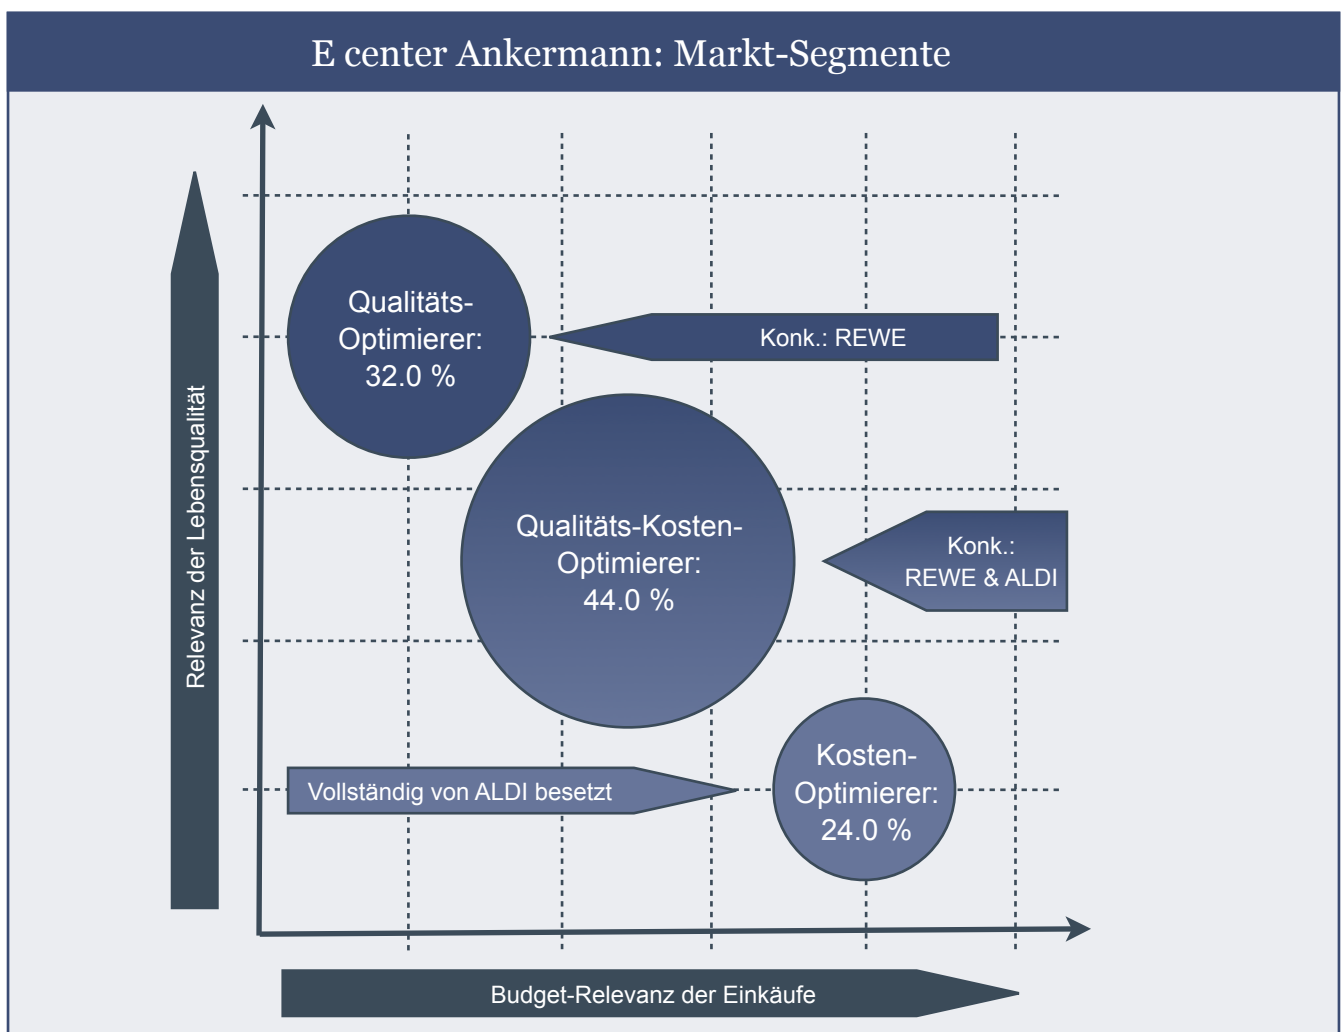 E center Ankermann: Markt-Segmente
Qualitäts-
Optimierer:
32.0 %
Konk.: REWE
Relevanz der Lebensqualität
Qualitäts-Kosten-
Optimierer:
44.0 %
Konk.:
REWE & ALDI
Vollständig von ALDI besetzt
Kosten-
Optimierer:
24.0 %
Budget-Relevanz der Einkäufe